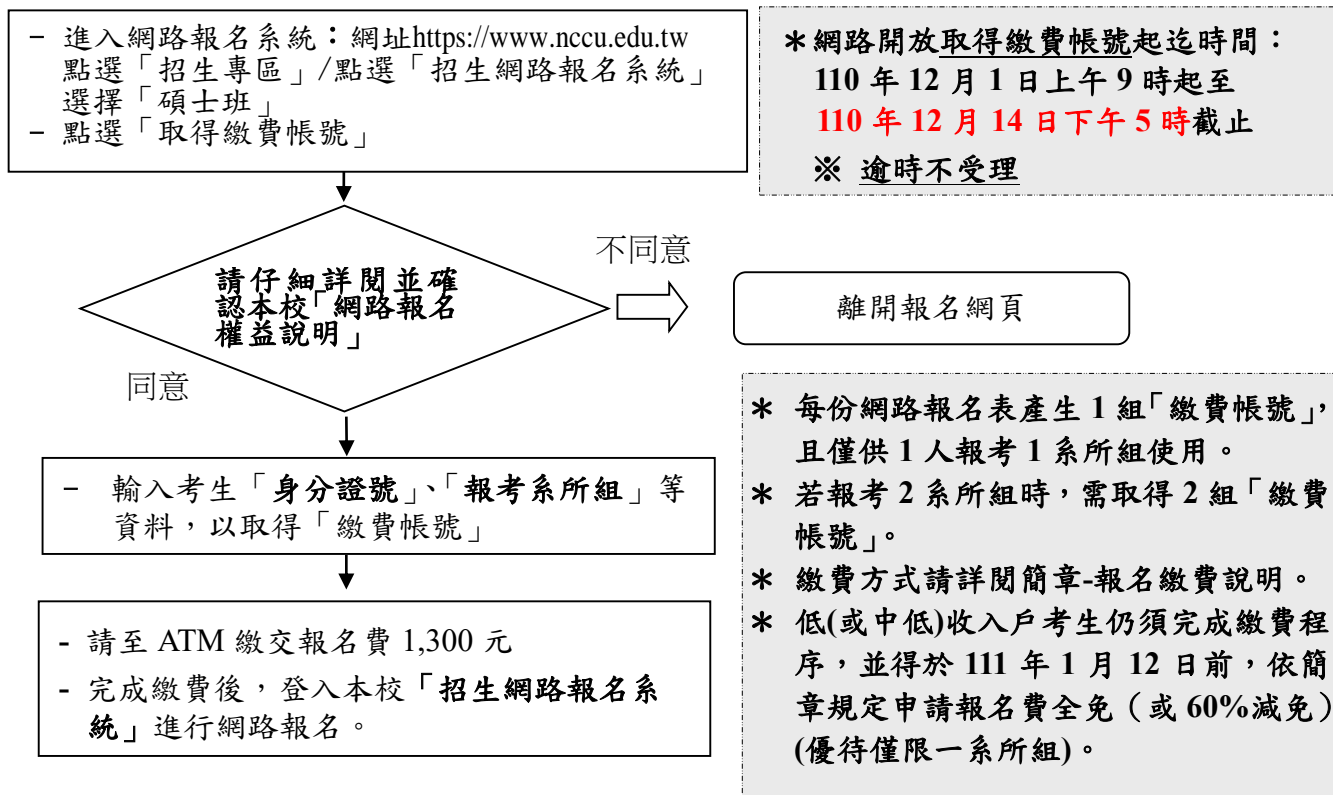 - 進入網路報名系統：網址https://www.nccu.edu.tw
點選「招生專區」/點選「招生網路報名系統」
選擇「碩士班」
- 點選「取得繳費帳號」
＊網路開放取得繳費帳號起迄時間：
110 年 12 月 1 日上午 9 時起至
110 年 12 月 14 日下午 5 時截止
※ 逾時不受理
請仔細詳閱並確
認本校「網路報名
權益說明」
不同意
離開報名網頁
同意
- 輸入考生「身分證號」、「報考系所組」等
資料，以取得「繳費帳號」
- 請至 ATM 繳交報名費 1,300 元
- 完成繳費後，登入本校「招生網路報名系
統」進行網路報名。
＊ 每份網路報名表產生 1 組「繳費帳號」，
且僅供 1 人報考 1 系所組使用。
＊ 若報考 2 系所組時，需取得 2 組「繳費
帳號」。
＊ 繳費方式請詳閱簡章-報名繳費說明。
＊ 低(或中低)收入戶考生仍須完成繳費程
序，並得於 111 年 1 月 12 日前，依簡
章規定申請報名費全免（或 60%減免）
(優待僅限一系所組)。